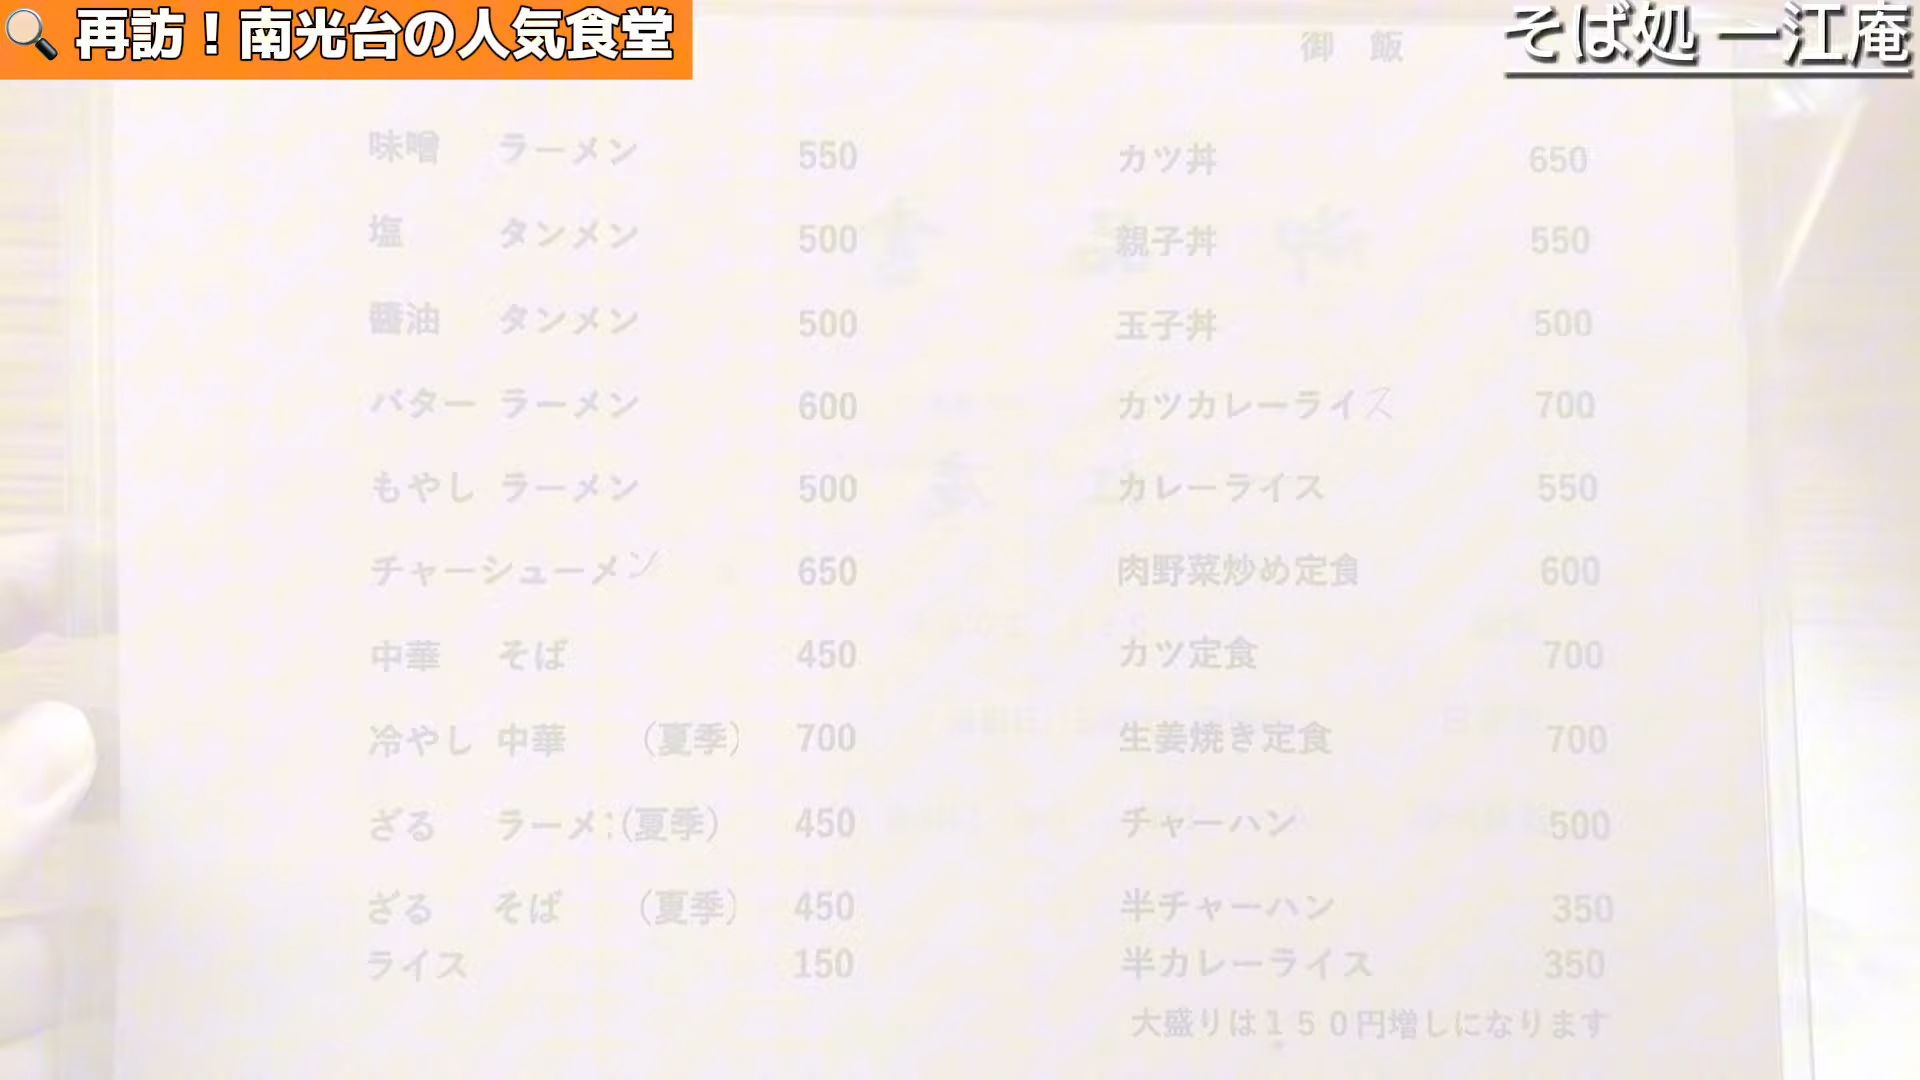 再訪！南光台の人気食堂
そば処 一江庵
味噌 ラーメン 550
塩 タンメン 500
醤油 タンメン 500
バター ラーメン 600
もやし ラーメン 500
チャーシューメン 650
中華 そば 450
冷やし 中華 （夏季） 700
ざる ラーメ（夏季） 450
ざる そば （夏季） 450
ライス 150
御 飯
カツ丼 650
親子丼 550
玉子丼 500
カツカレーライス 700
カレーライス 550
肉野菜炒め定食 600
カツ定食 700
生姜焼き定食 700
チャーハン 500
半チャーハン 350
半カレーライス 350
大盛りは１５０円増しになります